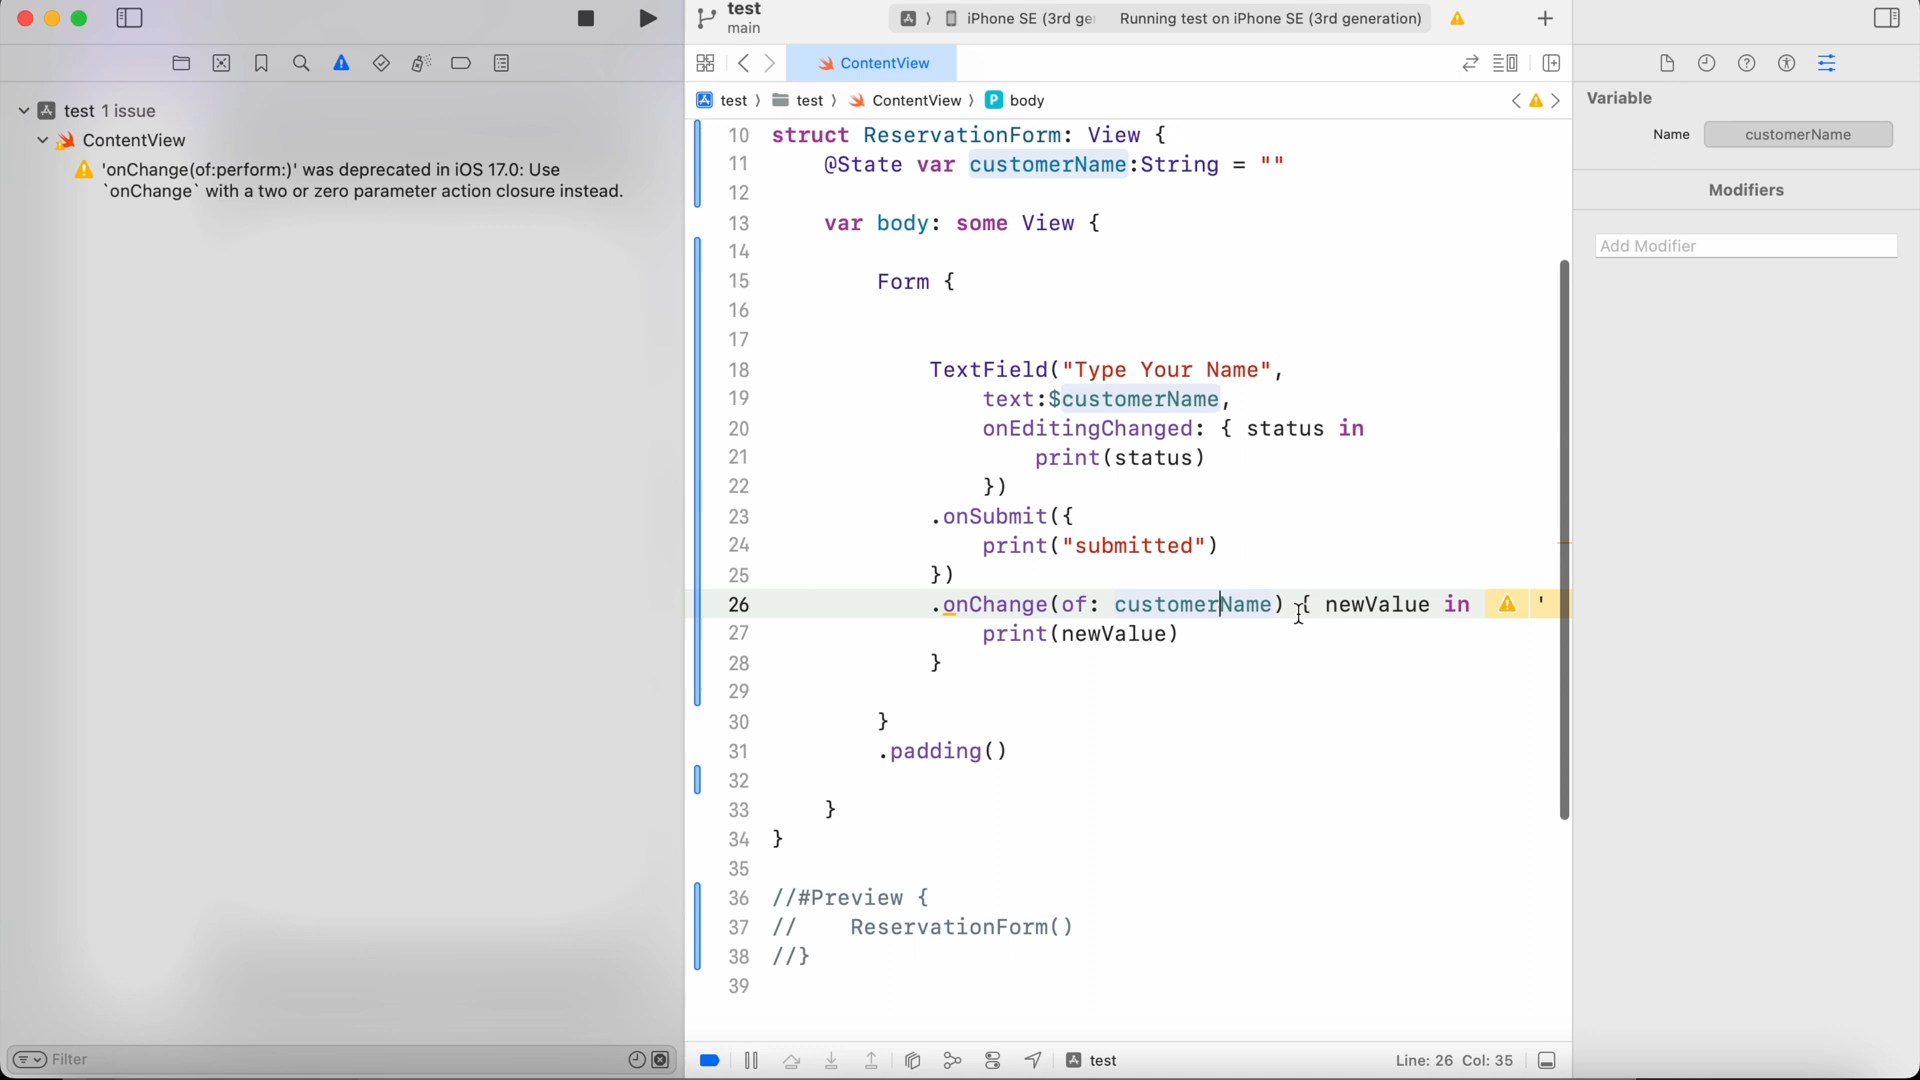 test
main
iPhone SE (3rd ge
Running test on iPhone SE (3rd generation)
ContentView
test
test
ContentView
P
body
test 1 issue
ContentView
'onChange(of:perform:)' was deprecated in iOS 17.0: Use
`onChange` with a two or zero parameter action closure instead.
10 struct ReservationForm: View {
11 @State var customerName:String = ""
12
13 var body: some View {
14
15 Form {
16
17
18 TextField("Type Your Name",
19 text:$customerName,
20 onEditingChanged: { status in
21 print(status)
22 })
23 .onSubmit({
24 print("submitted")
25 })
26 .onChange(of: customerName) { newValue in '
27 print(newValue)
28 }
29
30 }
31 .padding()
32
33 }
34 }
35
36 //#Preview {
37 // ReservationForm()
38 //}
39
Variable
Name
customerName
Modifiers
Add Modifier
Filter
test
Line: 26 Col: 35